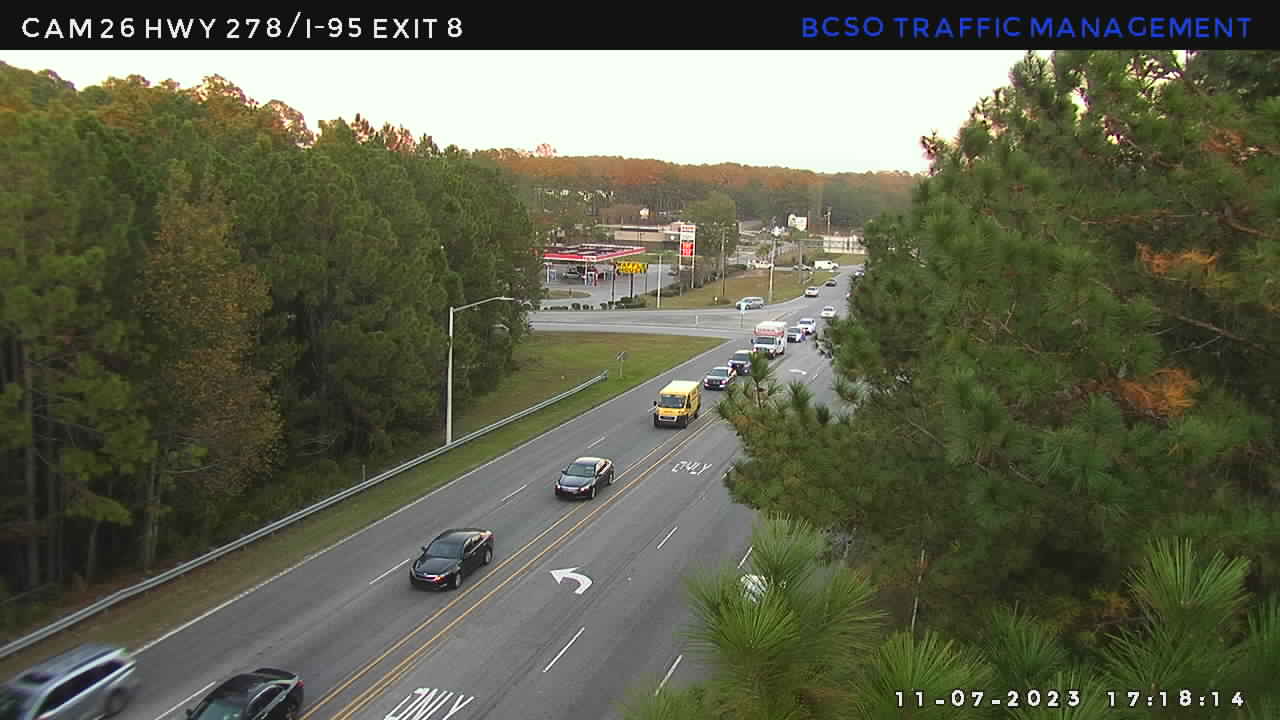 CAM 26 HWY 278/I-95 EXIT 8
BCSO TRAFFIC MANAGEMENT
ONLY
ONLY
11-07-2023 17:18:14